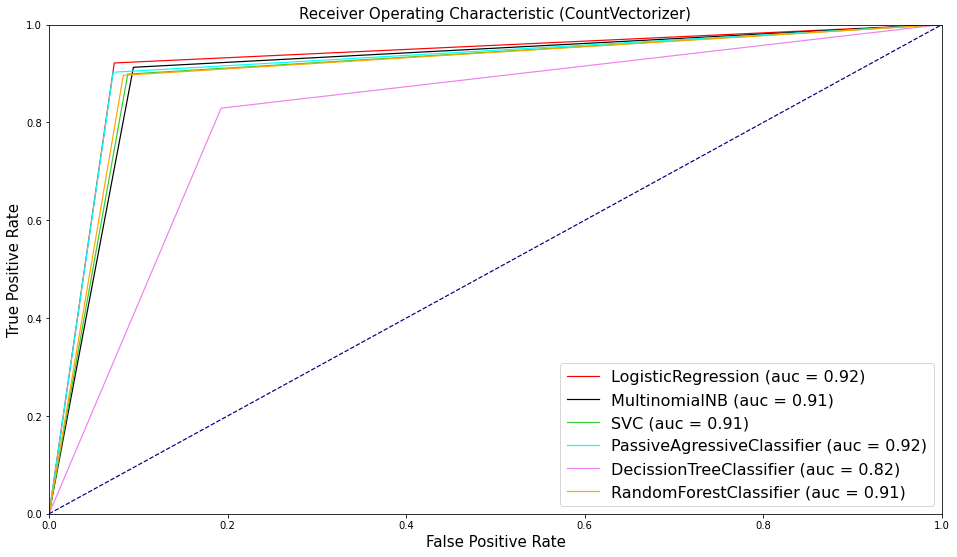 Receiver Operating Characteristic (CountVectorizer)
1.0
0.8
0.6
0.4
0.2
0.0
True Positive Rate
LogisticRegression (auc = 0.92)
MultinomialNB (auc = 0.91)
SVC (auc = 0.91)
PassiveAgressiveClassifier (auc = 0.92)
DecissionTreeClassifier (auc = 0.82)
RandomForestClassifier (auc = 0.91)
0.0 0.2 0.4 0.6 0.8 1.0
False Positive Rate